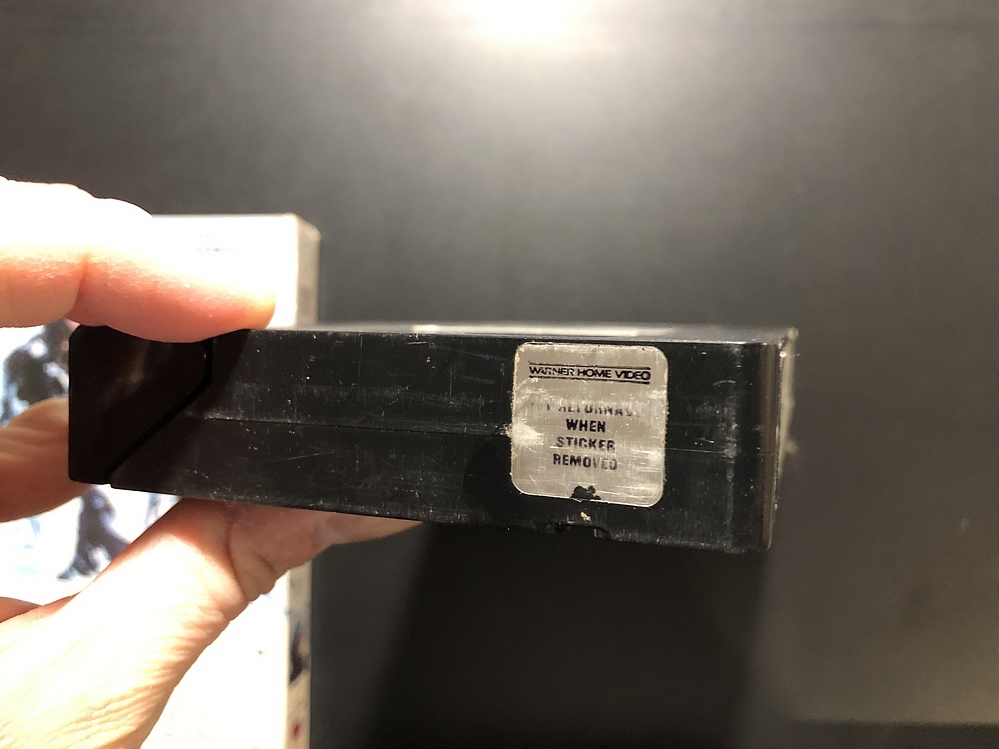 WARNER HOME VIDEO
WHEN
STICKER
REMOVED